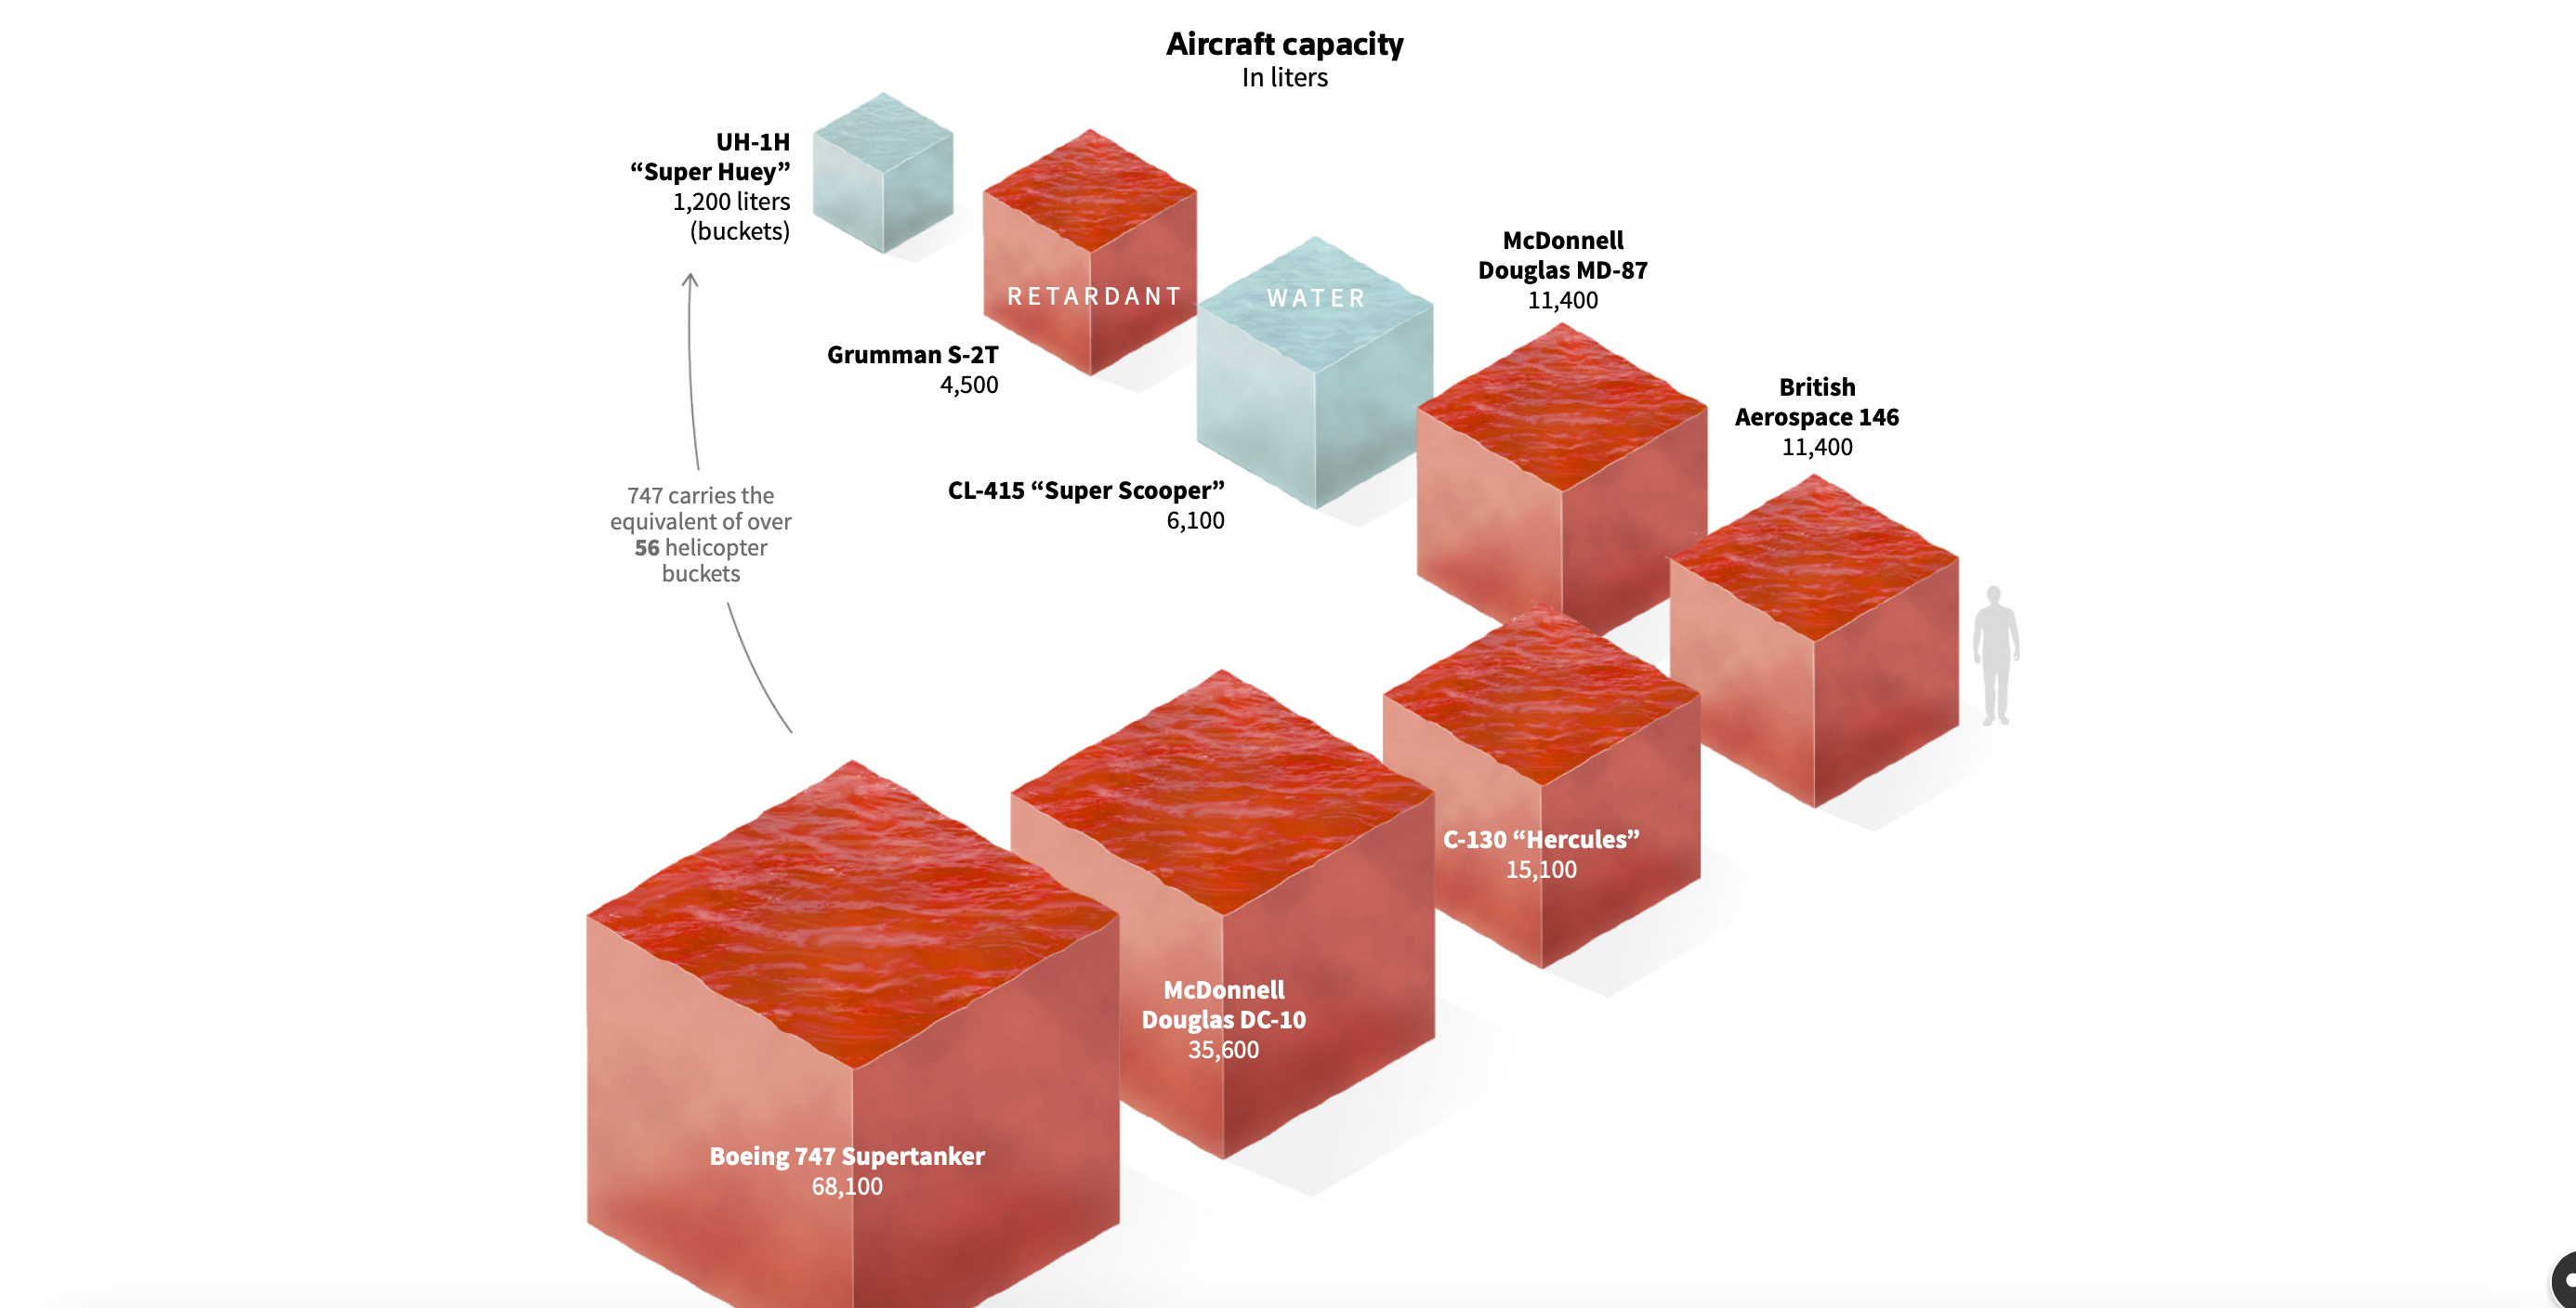 Aircraft capacity
In liters
UH-1H
“Super Huey”
1,200 liters
(buckets)
RETARDANT
Grumman S-2T
4,500
WATER
CL-415 “Super Scooper”
6,100
McDonnell
Douglas MD-87
11,400
British
Aerospace 146
11,400
747 carries the
equivalent of over
56 helicopter
buckets
C-130 “Hercules”
15,100
McDonnell
Douglas DC-10
35,600
Boeing 747 Supertanker
68,100